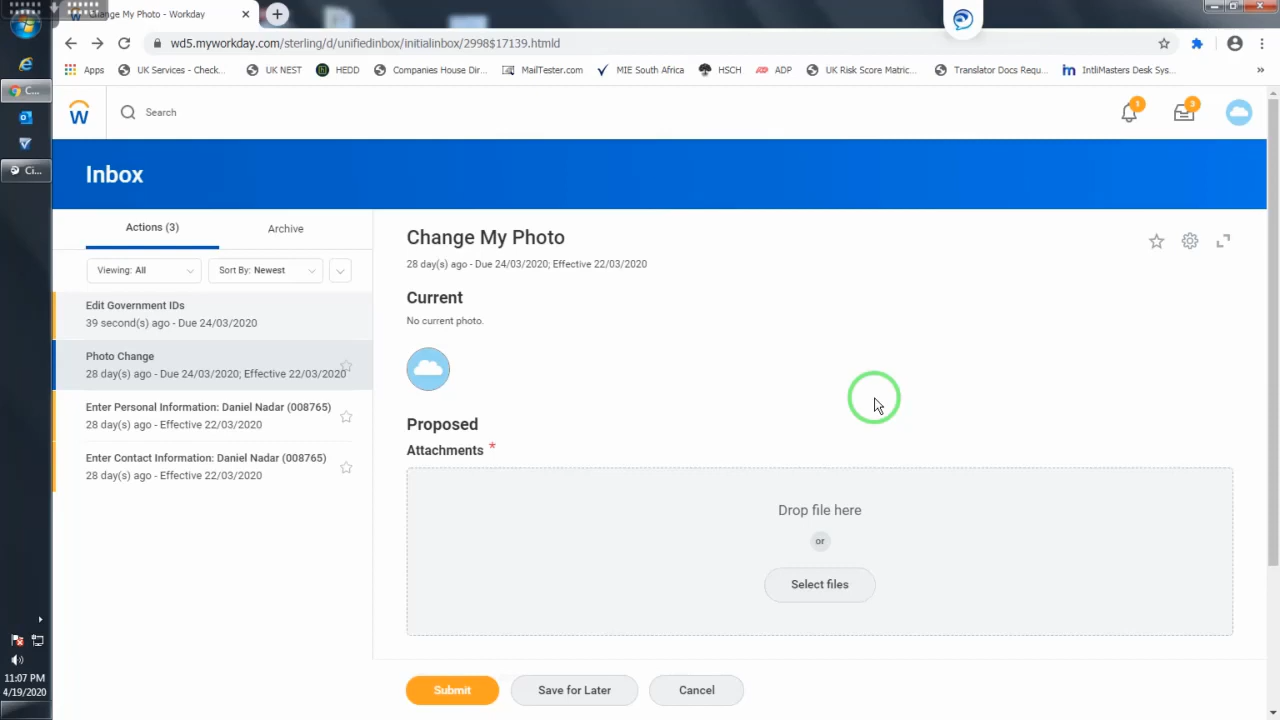 Change My Photo - Workday
wd5.myworkday.com/sterling/d/unifiedinbox/initialinbox/2998$17139.htmld
Apps
UK Services - Check...
UK NEST
HEDD
Companies House Dir...
MailTester.com
MIE South Africa
HSCH
ADP
UK Risk Score Matric...
Translator Docs Requ...
IntliMasters Desk Sys...
»
C...
Ci...
W
Search
3
Inbox
Actions (3)
Archive
Viewing: All
Sort By: Newest
Edit Government IDs
39 second(s) ago - Due 24/03/2020
Photo Change
28 day(s) ago - Due 24/03/2020; Effective 22/03/2020
Enter Personal Information: Daniel Nadar (008765)
28 day(s) ago - Effective 22/03/2020
Enter Contact Information: Daniel Nadar (008765)
28 day(s) ago - Effective 22/03/2020
Change My Photo
28 day(s) ago - Due 24/03/2020; Effective 22/03/2020
Current
No current photo.
Proposed
Attachments *
Drop file here
or
Select files
Submit
Save for Later
Cancel
11:07 PM
4/19/2020